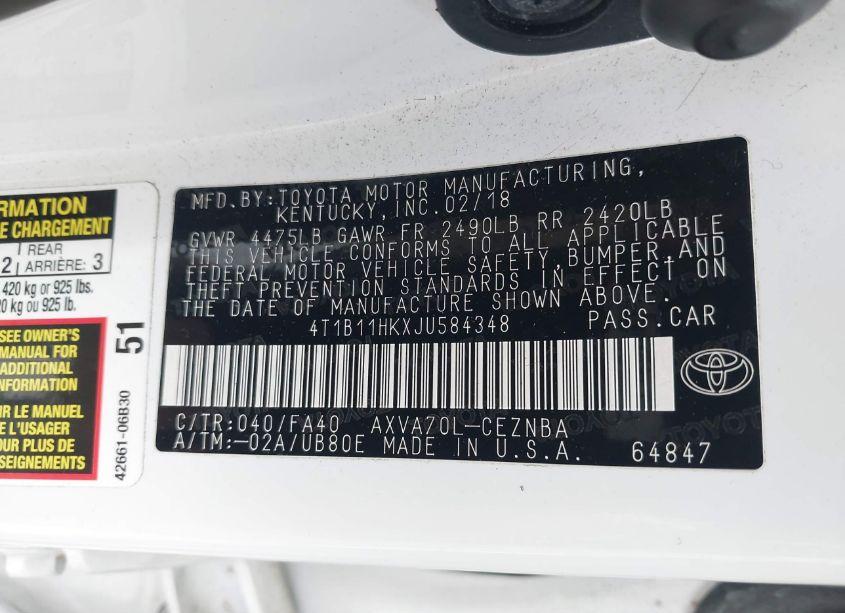 RMATION
E CHARGEMENT
REAR
2 ARRIÈRE: 3
420 kg or 925 lbs.
0 kg ou 925 lb.
SEE OWNER'S
MANUAL FOR
ADDITIONAL
INFORMATION
LE MANUEL
E L'USAGER
POUR PLUS DE
SEIGNEMENTS
51
42661-06B30
MFD.BY:TOYOTA MOTOR MANUFACTURING,
KENTUCKY,INC.02/18
GVWR 4475LB GAWR FR 2490LB RR 2420LB
THIS VEHICLE CONFORMS TO ALL APPLICABLE
FEDERAL MOTOR VEHICLE SAFETY,BUMPER,AND
THEFT PREVENTION STANDARDS IN EFFECT ON
THE DATE OF MANUFACTURE SHOWN ABOVE.
4T1B11HKXJU584348 PASS.CAR
C/TR:040/FA40 AXVA70L-CEZNBA
A/TM:-02A/UB80E MADE IN U.S.A. 64847